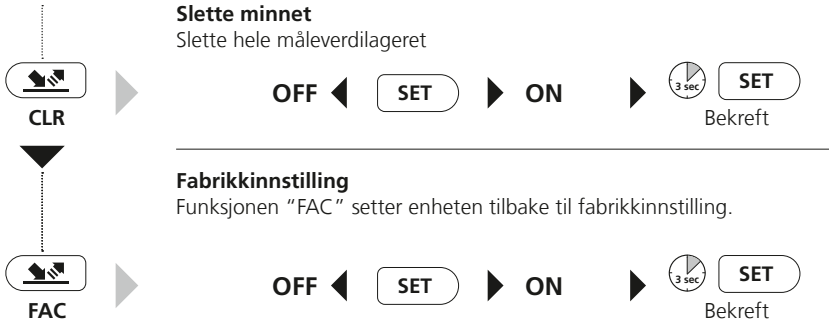 Slette minnet
Slette hele måleverdilageret
OFF SET ON 3 sec SET
CLR Bekreft
Fabrikkinnstilling
Funksjonen “FAC” setter enheten tilbake til fabrikkinnstilling.
OFF SET ON 3 sec SET
FAC Bekreft